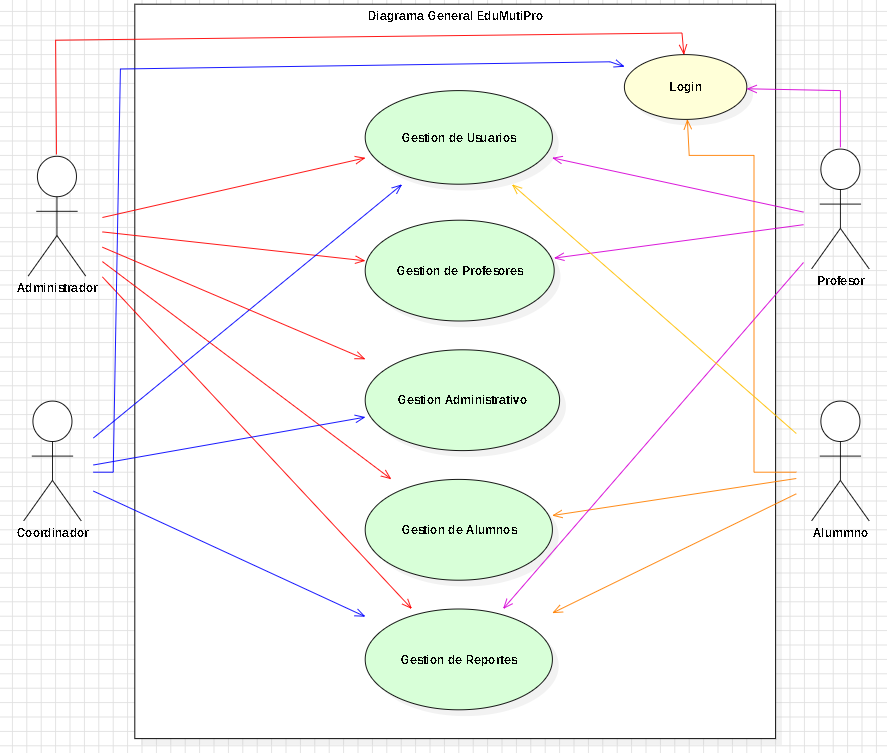 Diagrama General EduMutiPro
Login
Gestion de Usuarios
Gestion de Profesores
Administrador
Profesor
Gestion Administrativo
Gestion de Alumnos
Coordinador
Alummno
Gestion de Reportes